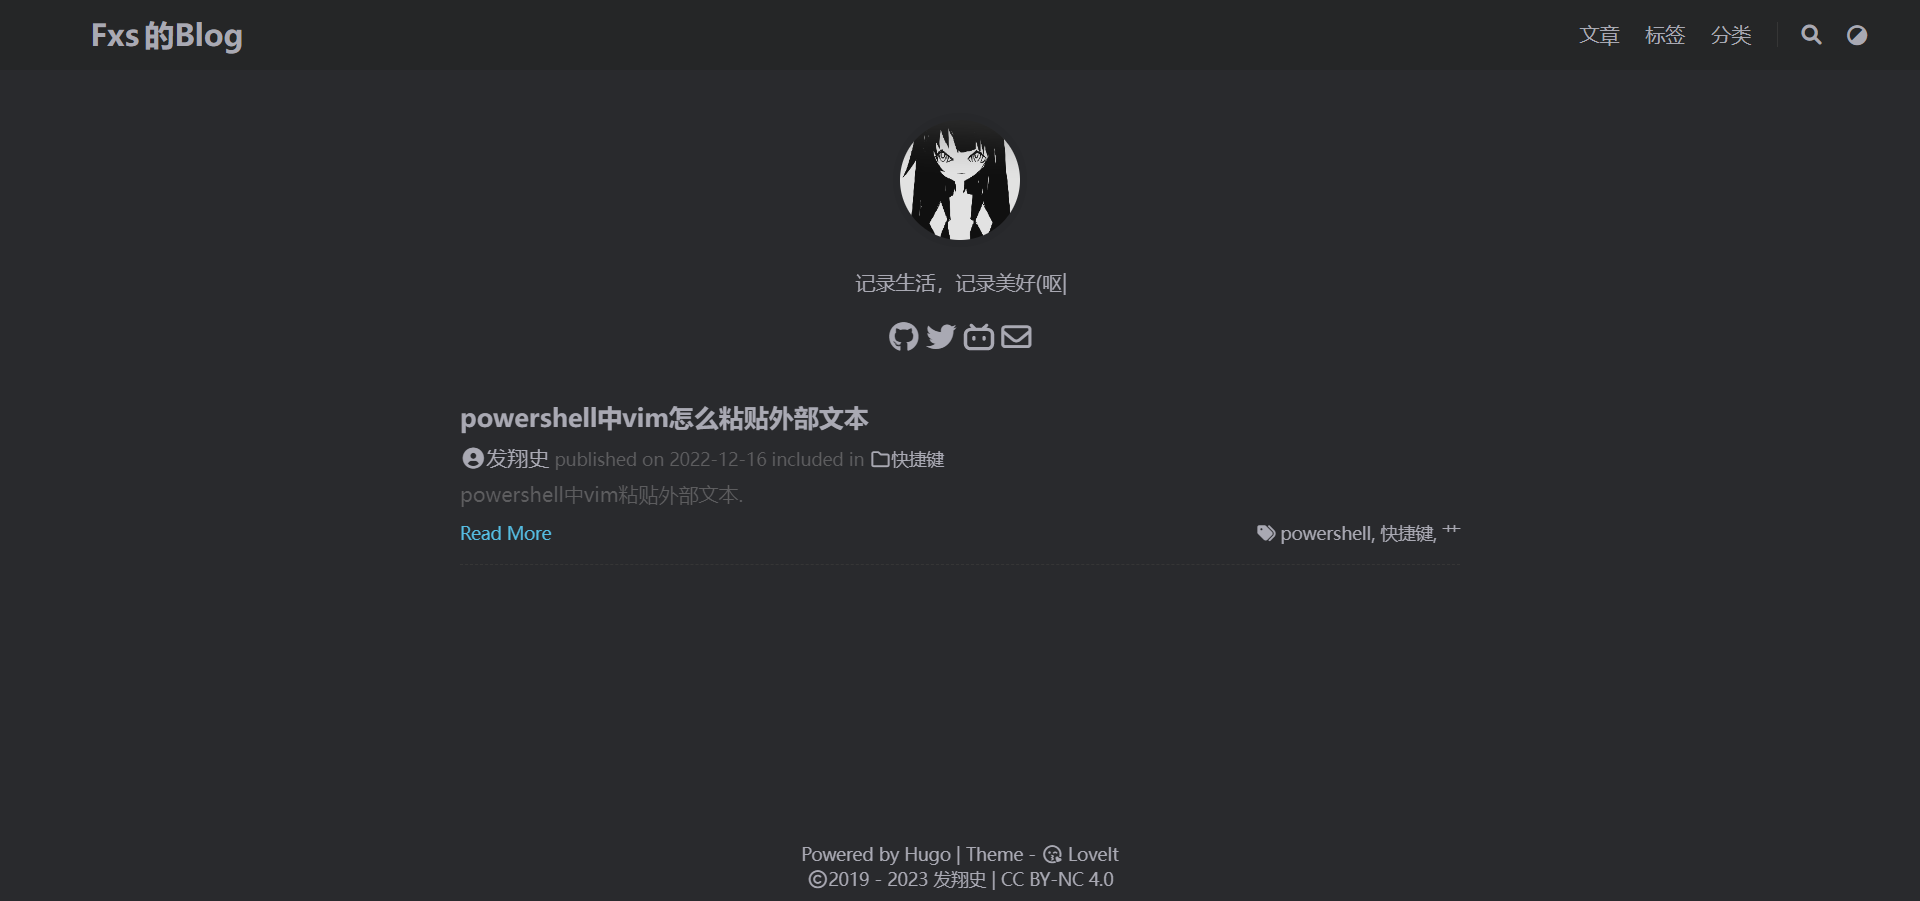 Fxs的Blog
文章 标签 分类
记录生活，记录美好(呕|
powershell中vim怎么粘贴外部文本
发翔史 published on 2022-12-16 included in 快捷键
powershell中vim粘贴外部文本.
Read More
powershell, 快捷键, 艹
Powered by Hugo | Theme - LoveIt
©2019 - 2023 发翔史 | CC BY-NC 4.0